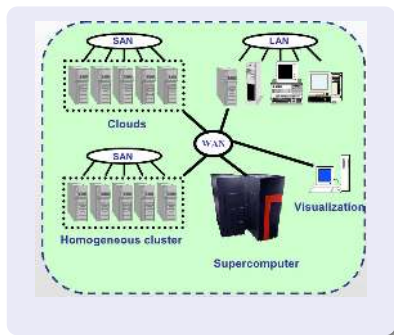 SAN
LAN
Clouds
WAN
SAN
Visualization
Homogeneous cluster
Supercomputer